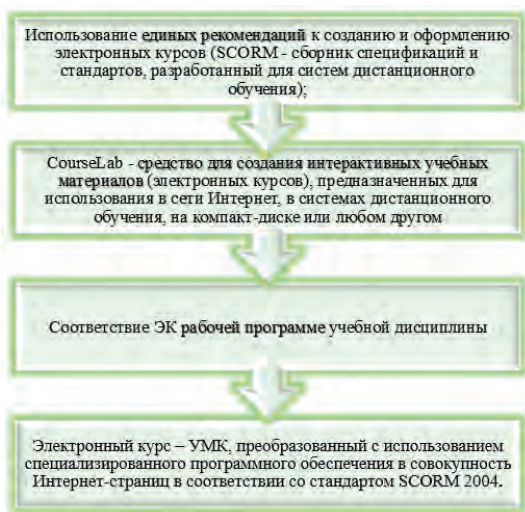 Использование единых рекомендаций к созданию и оформлению
электронных курсов (SCORM - сборник спецификаций и
стандартов, разработанный для систем дистанционного
обучения);
CourseLab - средство для создания интерактивных учебных
материалов (электронных курсов), предназначенных для
использования в сети Интернет, в системах дистанционного
обучения, на компакт-диске или любом другом
Соответствие ЭК рабочей программе учебной дисциплины
Электронный курс – УМК, преобразованный с использованием
специализированного программного обеспечения в совокупность
Интернет-страниц в соответствии со стандартом SCORM 2004.